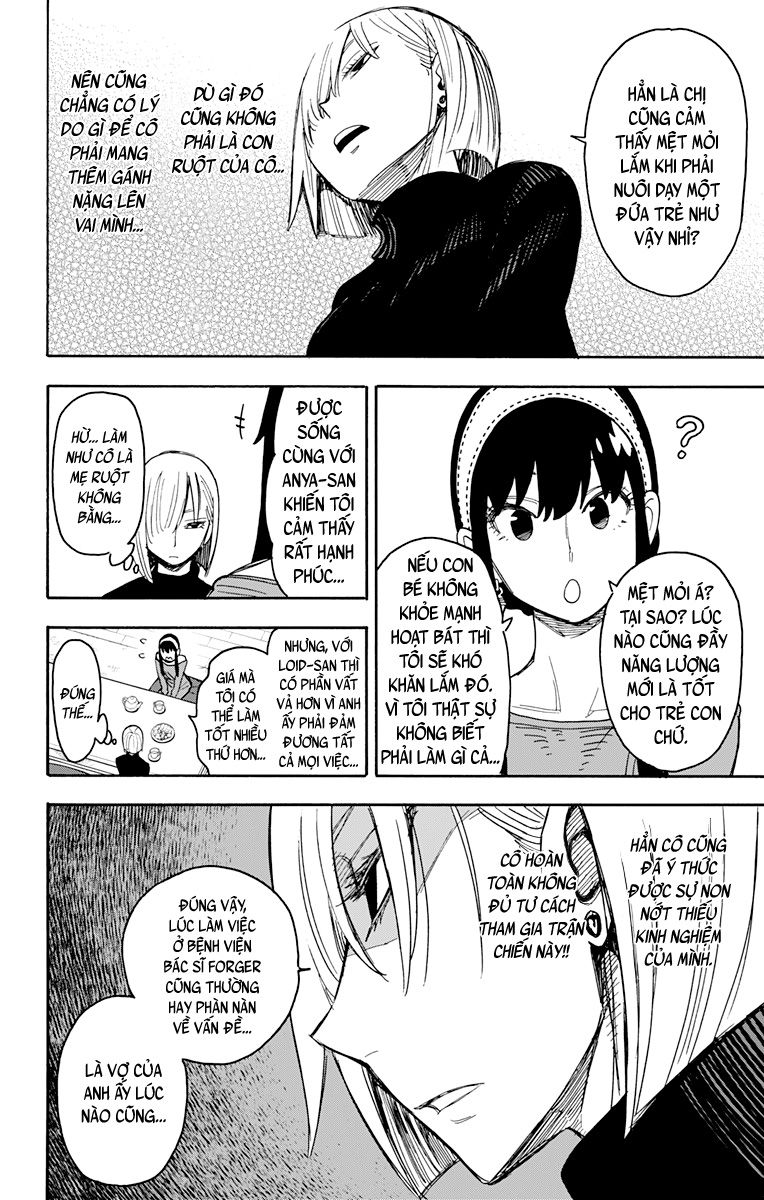 HẲN LÀ CHỊ
CŨNG CẢM
THẤY MỆT MỎI
LẮM KHI PHẢI
NUÔI DẠY MỘT
ĐỨA TRẺ NHƯ
VẬY NHỈ?
DÙ GÌ ĐÓ
CŨNG KHÔNG
PHẢI LÀ CON
RUỘT CỦA CÔ...
NÊN CŨNG
CHẲNG CÓ LÝ
DO GÌ ĐỂ CÔ
PHẢI MANG
THÊM GÁNH
NẶNG LÊN
VAI MÌNH...
?
MỆT MỎI Á?
TẠI SAO? LÚC
NÀO CŨNG ĐẦY
NĂNG LƯỢNG
MỚI LÀ TỐT
CHO TRẺ CON
CHỨ.
NẾU CON
BÉ KHÔNG
KHỎE MẠNH
HOẠT BÁT THÌ
TÔI SẼ KHÓ
KHĂN LẮM ĐÓ.
VÌ TÔI THẬT SỰ
KHÔNG BIẾT
PHẢI LÀM GÌ CẢ...
ĐƯỢC
SỐNG
CÙNG VỚI
ANYA-SAN
KHIẾN TÔI
CẢM THẤY
RẤT HẠNH
PHÚC...
HỪ... LÀM
NHƯ CÔ LÀ
MẸ RUỘT
KHÔNG
BẰNG...
NHƯNG, VỚI
LOID-SAN THÌ
CÓ PHẦN VẤT
VẢ HƠN VÌ ANH
ẤY PHẢI ĐẢM
ĐƯƠNG TẤT
CẢ MỌI VIỆC...
GIÁ MÀ
TÔI CÓ
THỂ LÀM
TỐT NHIỀU
THỨ HƠN...
ĐÚNG
THẾ...
HẲN CÔ CŨNG
ĐÃ Ý THỨC
ĐƯỢC SỰ NON
NỚT THIẾU
KINH NGHIỆM
CỦA MÌNH.
CÔ HOÀN
TOÀN KHÔNG
ĐỦ TƯ CÁCH
THAM GIA TRẬN
CHIẾN NÀY!!
ĐÚNG VẬY,
LÚC LÀM VIỆC
Ở BỆNH VIỆN
BÁC SĨ FORGER
CŨNG THƯỜNG
HAY PHÀN NÀN
VỀ VẤN ĐỀ...
LÀ VỢ CỦA
ANH ẤY LÚC
NÀO CŨNG...